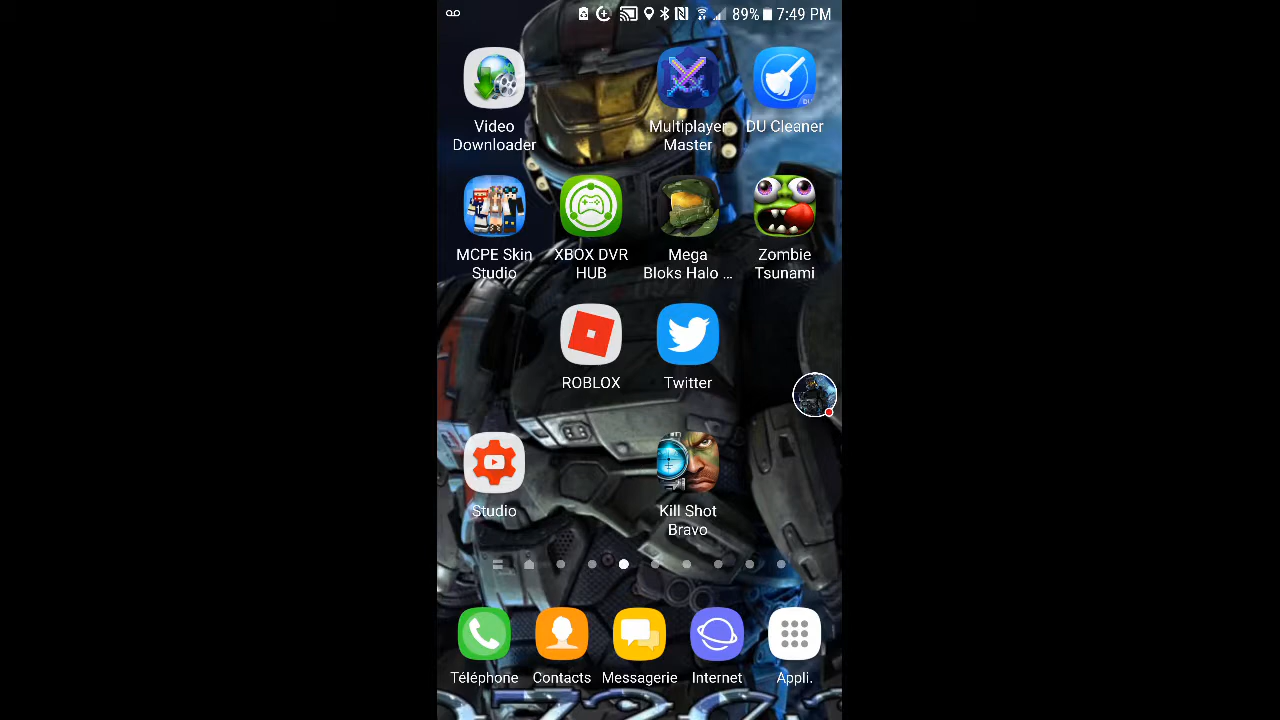 89% 7:49 PM
Video
Downloader
Multiplayer
Master
DU Cleaner
MCPE Skin
Studio
XBOX DVR
HUB
Mega
Bloks Halo ...
Zombie
Tsunami
ROBLOX
Twitter
Studio
Kill Shot
Bravo
Téléphone
Contacts
Messagerie
Internet
Appli.